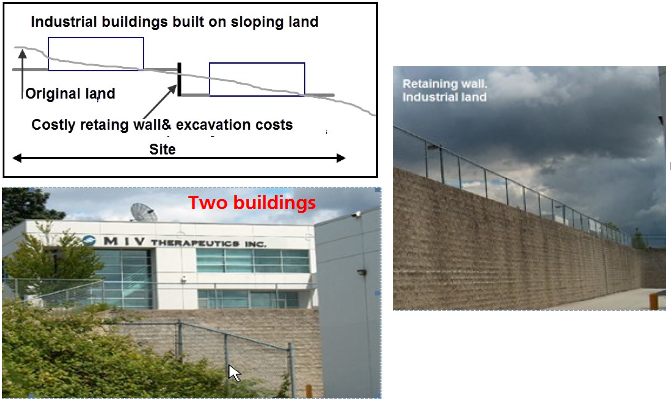 Industrial buildings built on sloping land
Original land
Costly retaing wall& excavation costs
Site
Two buildings
MIV THERAPEUTICS INC.
Retaining wall.
Industrial land